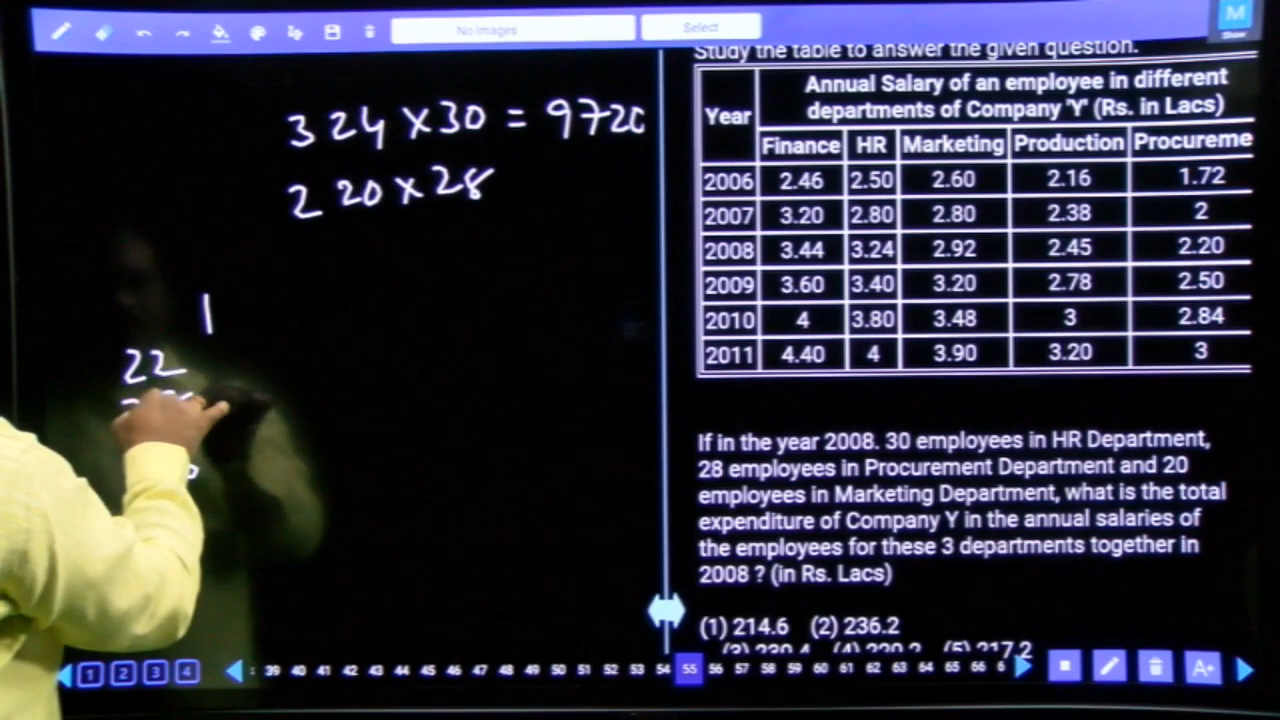 No Images
Select
M
Show
324 × 30 = 9720
220 × 28
1
22
Study the table to answer the given question.
Year
Annual Salary of an employee in different
departments of Company 'Y' (Rs. in Lacs)
Finance HR Marketing Production Procureme
2006 2.46 2.50 2.60 2.16 1.72
2007 3.20 2.80 2.80 2.38 2
2008 3.44 3.24 2.92 2.45 2.20
2009 3.60 3.40 3.20 2.78 2.50
2010 4 3.80 3.48 3 2.84
2011 4.40 4 3.90 3.20 3
If in the year 2008. 30 employees in HR Department,
28 employees in Procurement Department and 20
employees in Marketing Department, what is the total
expenditure of Company Y in the annual salaries of
the employees for these 3 departments together in
2008 ? (in Rs. Lacs)
(1) 214.6 (2) 236.2
(5) 217.2
1 2 3 4 : 39 40 41 42 43 44 45 46 47 48 49 50 51 52 53 54 55 56 57 58 59 60 61 62 63 64 65 66 6 A+